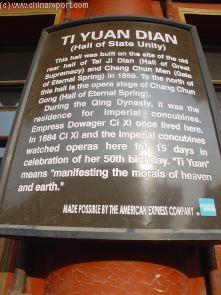 © www.chinareport.com
TI YUAN DIAN
(Hall of State Unity)
This hall was built on the site of the old
rear hall of Tai Ji Dian (Hall of Great
Supremacy) and Chang Chun Men (Gate
of Eternal Spring) in 1859. To the north of
this hall is the opera stage of Chang Chun
Gong (Hall of Eternal Spring).
During the Qing Dynasty, it was the
residence for imperial concubines.
Empress Dowager Ci Xi once lived here.
In 1884 Ci Xi and the imperial concubines
watched operas here for 15 days in
celebration of her 50th birthday. "Ti Yuan"
means "manifesting the morals of heaven
and earth."
MADE POSSIBLE BY THE AMERICAN EXPRESS COMPANY